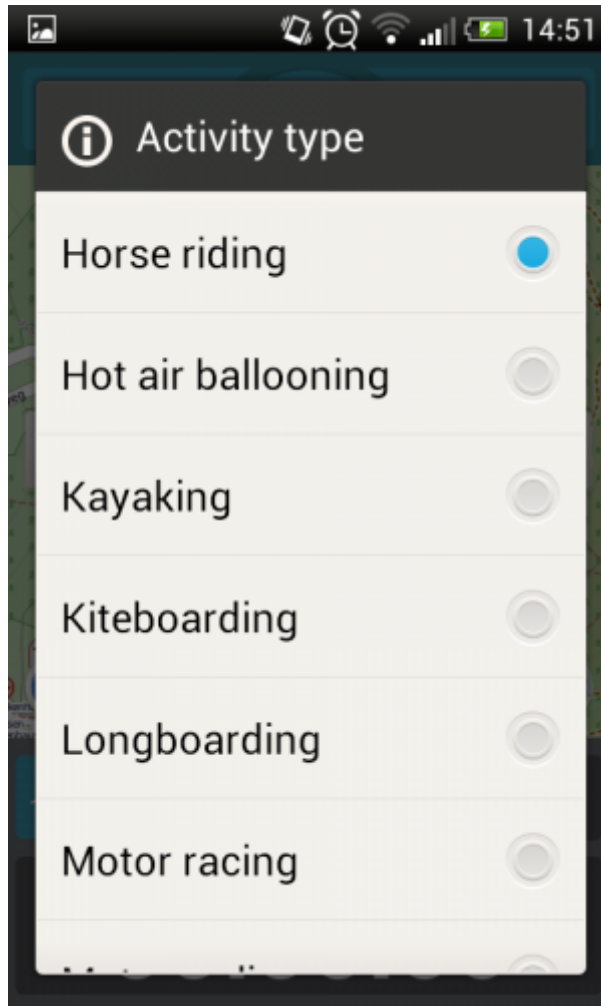 14:51
Activity type
Horse riding
Hot air ballooning
Kayaking
Kiteboarding
Longboarding
Motor racing